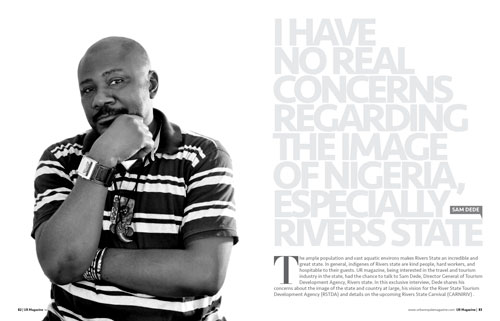 I HAVE
NO REAL
CONCERNS
REGARDING
THE IMAGE
OF NIGERIA,
ESPECIALLY
SAM DEDE
RIVERS STATE
The ample population and cast aquatic environs makes Rivers State an incredible and
great state. In general, indigenes of Rivers state are kind people, hard workers, and
hospitable to their guests. UR magazine, being interested in the travel and tourism
industry in the state, had the chance to talk to Sam Dede, Director General of Tourism
Development Agency, Rivers state. In this exclusive interview, Dede shares his
concerns about the image of the state and country at large, his vision for the River State Tourism
Development Agency (RSTDA) and details on the upcoming Rivers State Carnival (CARNIRIV).
82 | UR Magazine
UR Magazine | 83